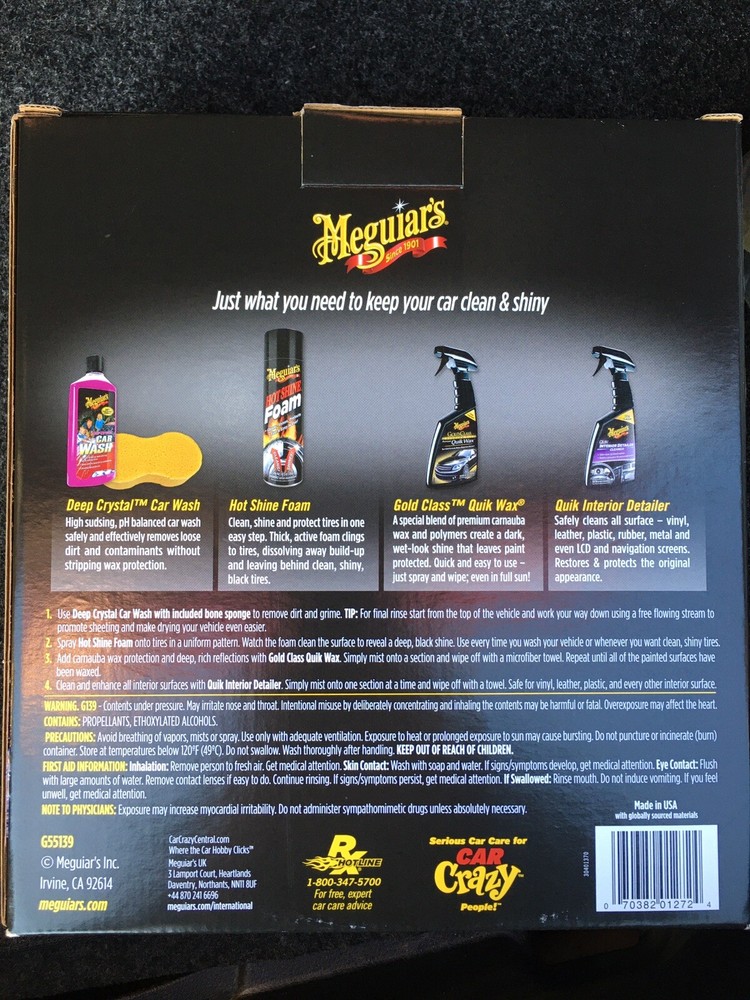 Meguiar's
Since 1901
Just what you need to keep your car clean & shiny
Meguiar's
CAR
WASH
Meguiar's
HOT SHINE
Foam
Meguiar's
GOLD CLASS
Quik Wax
Meguiar's
Quik
INTERIOR DETAILER
CLEANER
Deep Crystal™ Car Wash
High sudsing, pH balanced car wash
safely and effectively removes loose
dirt and contaminants without
stripping wax protection.
Hot Shine Foam
Clean, shine and protect tires in one
easy step. Thick, active foam clings
to tires, dissolving away build-up
and leaving behind clean, shiny,
black tires.
Gold Class™ Quik Wax®
A special blend of premium carnauba
wax and polymers create a dark,
wet-look shine that leaves paint
protected. Quick and easy to use –
just spray and wipe; even in full sun!
Quik Interior Detailer
Safely cleans all surface – vinyl,
leather, plastic, rubber, metal and
even LCD and navigation screens.
Restores & protects the original
appearance.
1. Use Deep Crystal Car Wash with included bone sponge to remove dirt and grime. TIP: For final rinse start from the top of the vehicle and work your way down using a free flowing stream to
promote sheeting and make drying your vehicle even easier.
2. Spray Hot Shine Foam onto tires in a uniform pattern. Watch the foam clean the surface to reveal a deep, black shine. Use every time you wash your vehicle or whenever you want clean, shiny tires.
3. Add carnauba wax protection and deep, rich reflections with Gold Class Quik Wax. Simply mist onto a section and wipe off with a microfiber towel. Repeat until all of the painted surfaces have
been waxed.
4. Clean and enhance all interior surfaces with Quik Interior Detailer. Simply mist onto one section at a time and wipe off with a towel. Safe for vinyl, leather, plastic, and every other interior surface.
WARNING. G139 - Contents under pressure. May irritate nose and throat. Intentional misuse by deliberately concentrating and inhaling the contents may be harmful or fatal. Overexposure may affect the heart.
CONTAINS: PROPELLANTS, ETHOXYLATED ALCOHOLS.
PRECAUTIONS: Avoid breathing of vapors, mists or spray. Use only with adequate ventilation. Exposure to heat or prolonged exposure to sun may cause bursting. Do not puncture or incinerate (burn)
container. Store at temperatures below 120°F (49°C). Do not swallow. Wash thoroughly after handling. KEEP OUT OF REACH OF CHILDREN.
FIRST AID INFORMATION: Inhalation: Remove person to fresh air. Get medical attention. Skin Contact: Wash with soap and water. If signs/symptoms develop, get medical attention. Eye Contact: Flush
with large amounts of water. Remove contact lenses if easy to do. Continue rinsing. If signs/symptoms persist, get medical attention. If Swallowed: Rinse mouth. Do not induce vomiting. If you feel
unwell, get medical attention.
NOTE TO PHYSICIANS: Exposure may increase myocardial irritability. Do not administer sympathomimetic drugs unless absolutely necessary.
Made in USA
with globally sourced materials
G55139
© Meguiar's Inc.
Irvine, CA 92614
meguiars.com
CarCrazyCentral.com
Where the Car Hobby Clicks™
Meguiar's UK
3 Lamport Court, Heartlands
Daventry, Northants, NN11 8UF
+44 870 241 6696
meguiars.com/international
Rx
HOTLINE
1-800-347-5700
For free, expert
car care advice
Serious Car Care for
CAR
Crazy
People!™
30401370
0 70382 01272 4